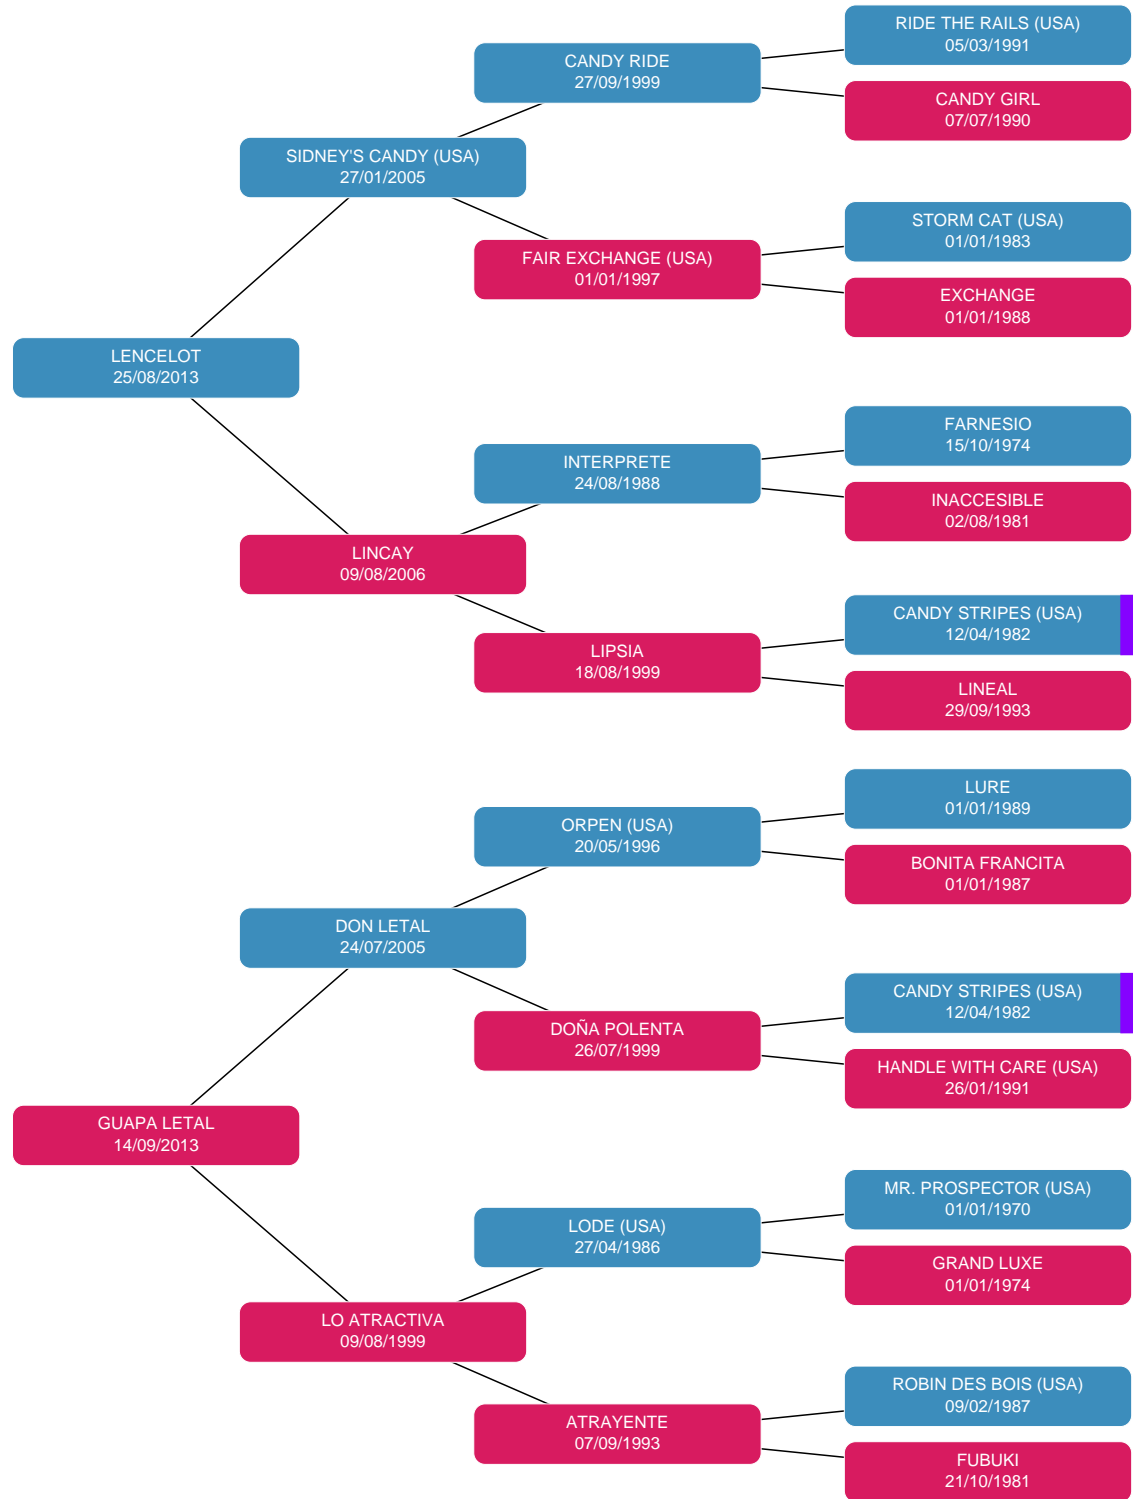 RIDE THE RAILS (USA)
05/03/1991
CANDY RIDE
27/09/1999
CANDY GIRL
07/07/1990
SIDNEY'S CANDY (USA)
27/01/2005
STORM CAT (USA)
01/01/1983
FAIR EXCHANGE (USA)
01/01/1997
EXCHANGE
01/01/1988
LENCELOT
25/08/2013
FARNESIO
15/10/1974
INTERPRETE
24/08/1988
INACCESIBLE
02/08/1981
LINCAY
09/08/2006
CANDY STRIPES (USA)
12/04/1982
LIPSIA
18/08/1999
LINEAL
29/09/1993
LURE
01/01/1989
ORPEN (USA)
20/05/1996
BONITA FRANCITA
01/01/1987
DON LETAL
24/07/2005
CANDY STRIPES (USA)
12/04/1982
DOÑA POLENTA
26/07/1999
HANDLE WITH CARE (USA)
26/01/1991
GUAPA LETAL
14/09/2013
MR. PROSPECTOR (USA)
01/01/1970
LODE (USA)
27/04/1986
GRAND LUXE
01/01/1974
LO ATRACTIVA
09/08/1999
ROBIN DES BOIS (USA)
09/02/1987
ATRAYENTE
07/09/1993
FUBUKI
21/10/1981